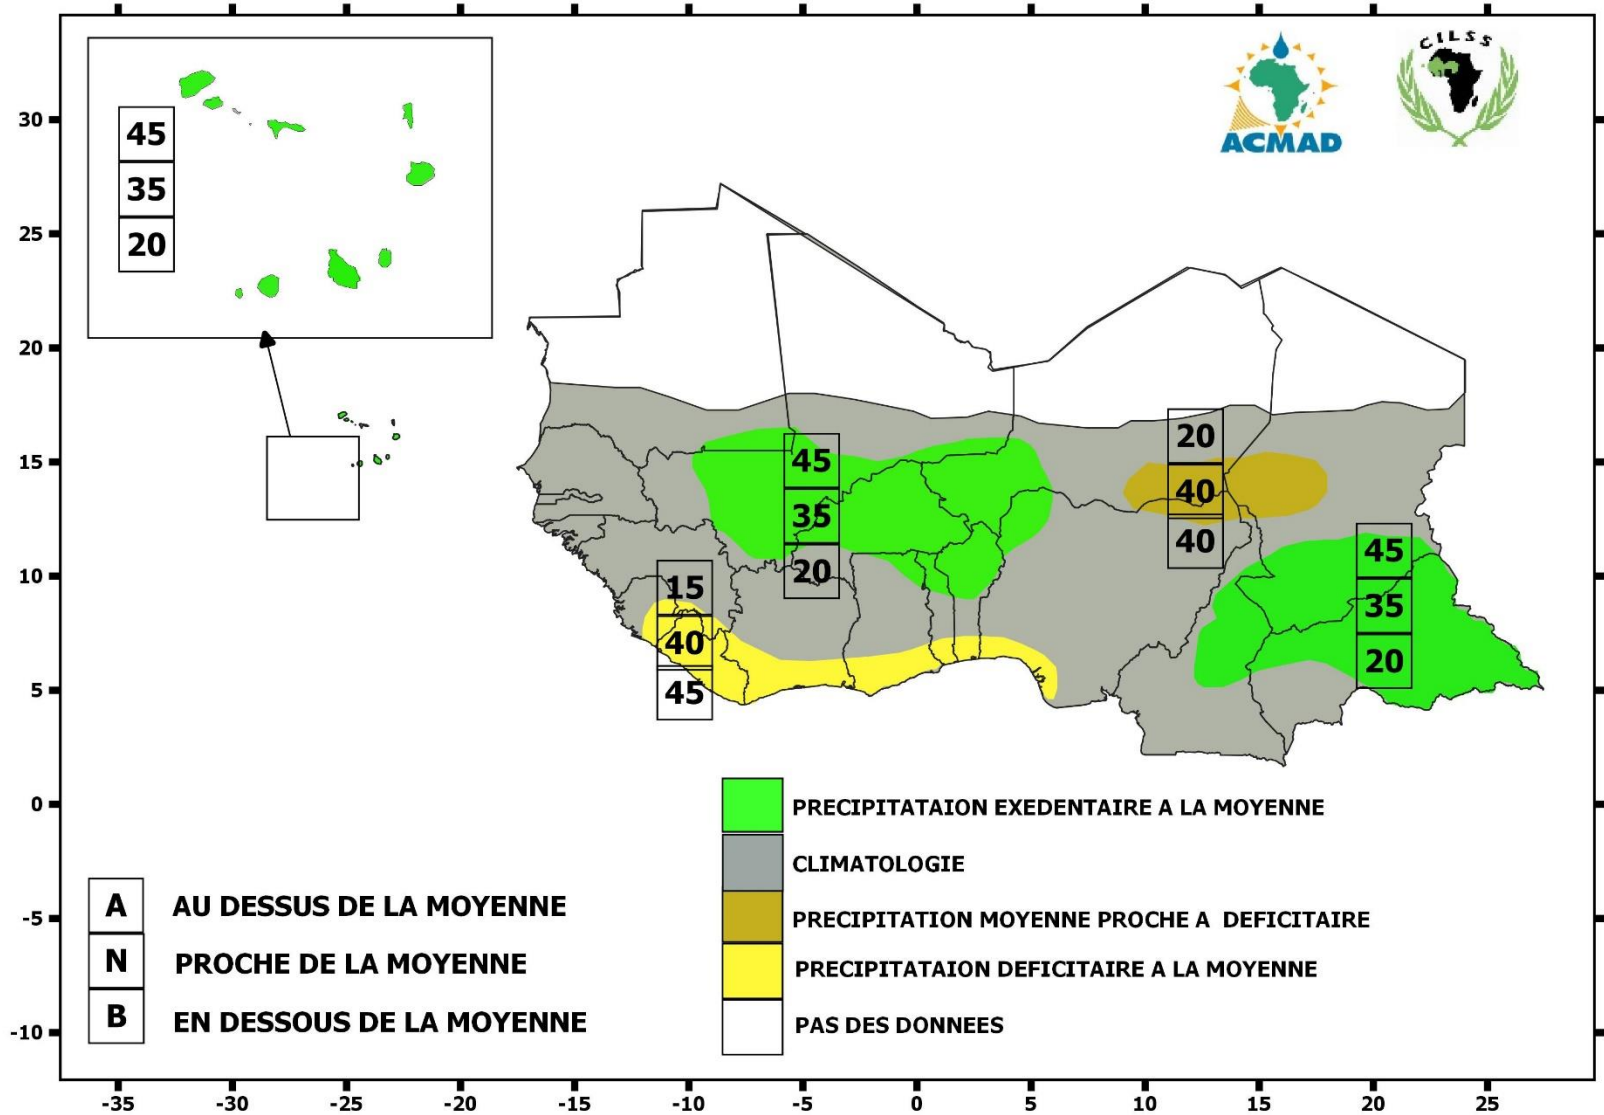 CILSS
ACMAD
30
25
20
15
10
5
0
-5
-10
45
35
20
45
35
20
20
40
40
15
40
45
45
35
20
PRECIPITATAION EXEDENTAIRE A LA MOYENNE
CLIMATOLOGIE
PRECIPITATION MOYENNE PROCHE A DEFICITAIRE
PRECIPITATAION DEFICITAIRE A LA MOYENNE
PAS DES DONNEES
A AU DESSUS DE LA MOYENNE
N PROCHE DE LA MOYENNE
B EN DESSOUS DE LA MOYENNE
-35 -30 -25 -20 -15 -10 -5 0 5 10 15 20 25